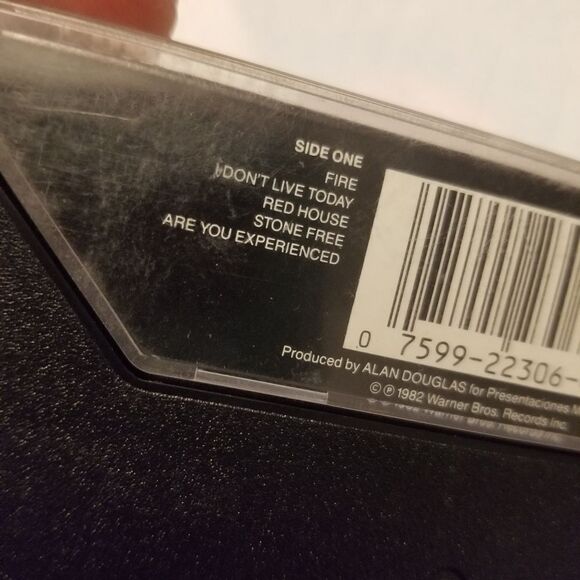 SIDE ONE
FIRE
I DON'T LIVE TODAY
RED HOUSE
STONE FREE
ARE YOU EXPERIENCED
0 7599-22306-
Produced by ALAN DOUGLAS for Presentaciones
© ℗ 1982 Warner Bros. Records Inc.